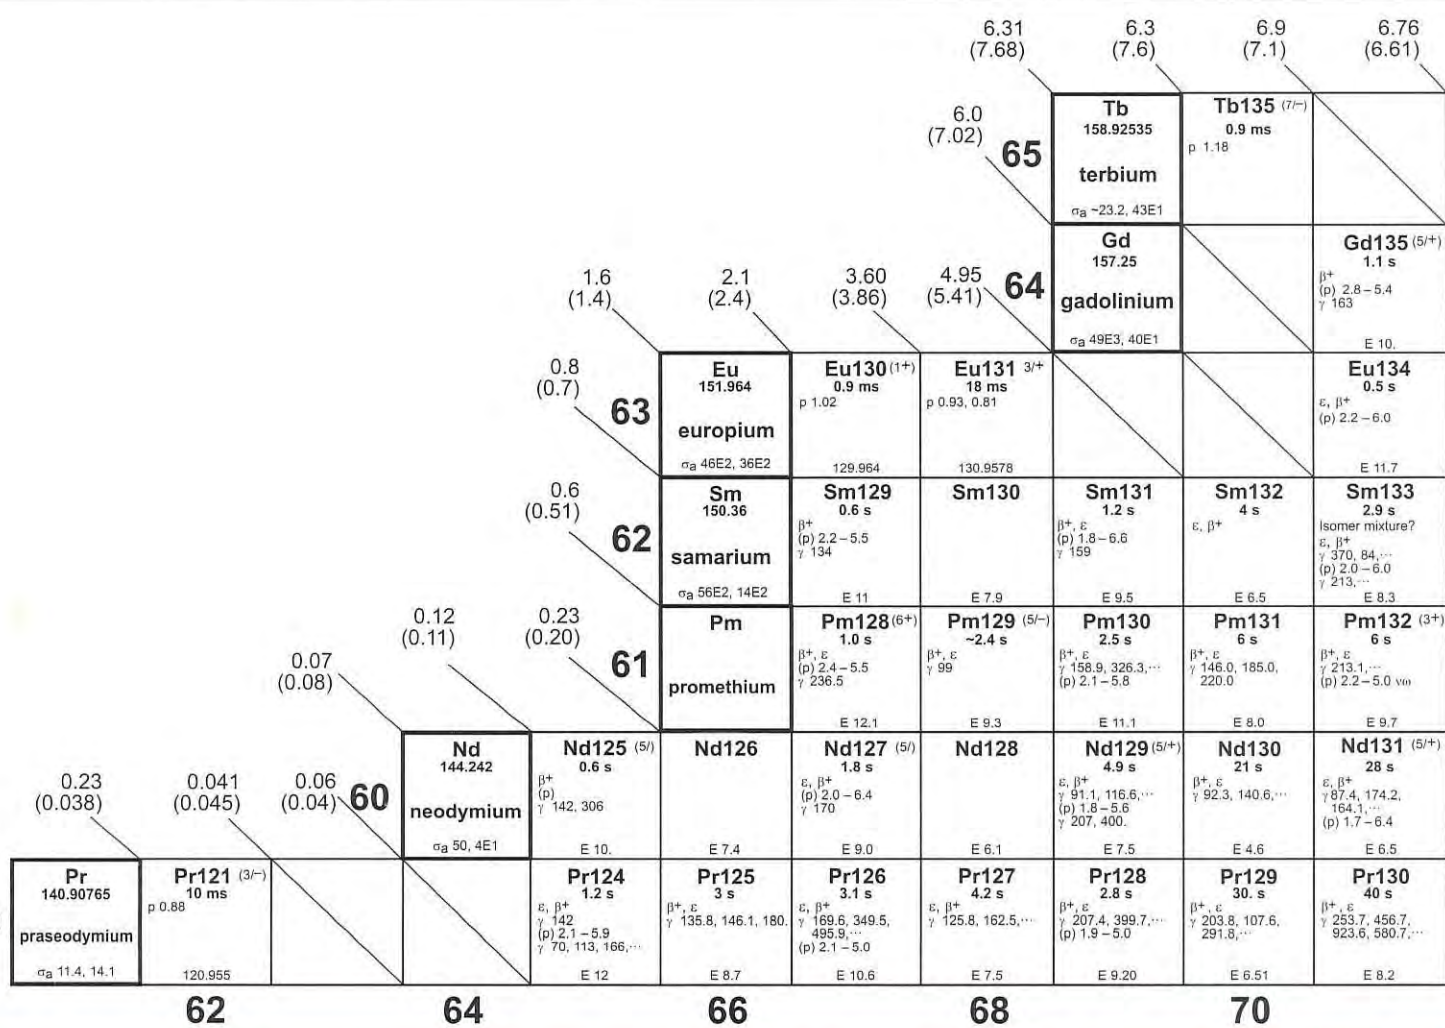 6.31
(7.68)
6.3
(7.6)
6.9
(7.1)
6.76
(6.61)
6.0
(7.02)
65
Tb
158.92535
terbium
σa ~23.2, 43E1
Tb135 (7/−)
0.9 ms
p 1.18
1.6
(1.4)
2.1
(2.4)
3.60
(3.86)
4.95
(5.41)
64
Gd
157.25
gadolinium
σa 49E3, 40E1
Gd135 (5/+)
1.1 s
β+
(p) 2.8 – 5.4
γ 163
E 10.
0.8
(0.7)
63
Eu
151.964
europium
σa 46E2, 36E2
Eu130 (1+)
0.9 ms
p 1.02
129.964
Eu131 3/+
18 ms
p 0.93, 0.81
130.9578
Eu134
0.5 s
ε, β+
(p) 2.2 – 6.0
E 11.7
0.6
(0.51)
62
Sm
150.36
samarium
σa 56E2, 14E2
Sm129
0.6 s
β+
(p) 2.2 – 5.5
γ 134
E 11
Sm130
E 7.9
Sm131
1.2 s
β+, ε
(p) 1.8 – 6.6
γ 159
E 9.5
Sm132
4 s
ε, β+
E 6.5
Sm133
2.9 s
Isomer mixture?
ε, β+
γ 370, 84,···
(p) 2.0 – 6.0
γ 213,···
E 8.3
0.12
(0.11)
0.23
(0.20)
61
Pm
promethium
Pm128 (6+)
1.0 s
β+, ε
(p) 2.4 – 5.5
γ 236.5
E 12.1
Pm129 (5/−)
~2.4 s
β+, ε
γ 99
E 9.3
Pm130
2.5 s
β+, ε
γ 158.9, 326.3,···
(p) 2.1 – 5.8
E 11.1
Pm131
6 s
β+, ε
γ 146.0, 185.0,
220.0
E 8.0
Pm132 (3+)
6 s
β+, ε
γ 213.1,···
(p) 2.2 – 5.0 νω
E 9.7
0.07
(0.08)
0.06
(0.04)
60
Nd
144.242
neodymium
σa 50, 4E1
Nd125 (5/)
0.6 s
β+
(p)
γ 142, 306
E 10.
Nd126
E 7.4
Nd127 (5/)
1.8 s
ε, β+
(p) 2.0 – 6.4
γ 170
E 9.0
Nd128
E 6.1
Nd129 (5/+)
4.9 s
ε, β+
γ 91.1, 116.6,···
(p) 1.8 – 5.6
γ 207, 400.
E 7.5
Nd130
21 s
β+, ε
γ 92.3, 140.6,···
E 4.6
Nd131 (5/+)
28 s
ε, β+
γ 87.4, 174.2,
164.1,···
(p) 1.7 – 6.4
E 6.5
0.23
(0.038)
0.041
(0.045)
Pr
140.90765
praseodymium
σa 11.4, 14.1
Pr121 (3/−)
10 ms
p 0.88
120.955
Pr124
1.2 s
ε, β+
γ 142
(p) 2.1 – 5.9
γ 70, 113, 166,···
E 12
Pr125
3 s
β+, ε
γ 135.8, 146.1, 180.
E 8.7
Pr126
3.1 s
ε, β+
γ 169.6, 349.5,
495.9,···
(p) 2.1 – 5.0
E 10.6
Pr127
4.2 s
ε, β+
γ 125.8, 162.5,···
E 7.5
Pr128
2.8 s
β+, ε
γ 207.4, 399.7,···
(p) 1.9 – 5.0
E 9.20
Pr129
30. s
β+, ε
γ 203.8, 107.6,
291.8,···
E 6.51
Pr130
40 s
β+, ε
γ 253.7, 456.7,
923.6, 580.7,···
E 8.2
62
64
66
68
70